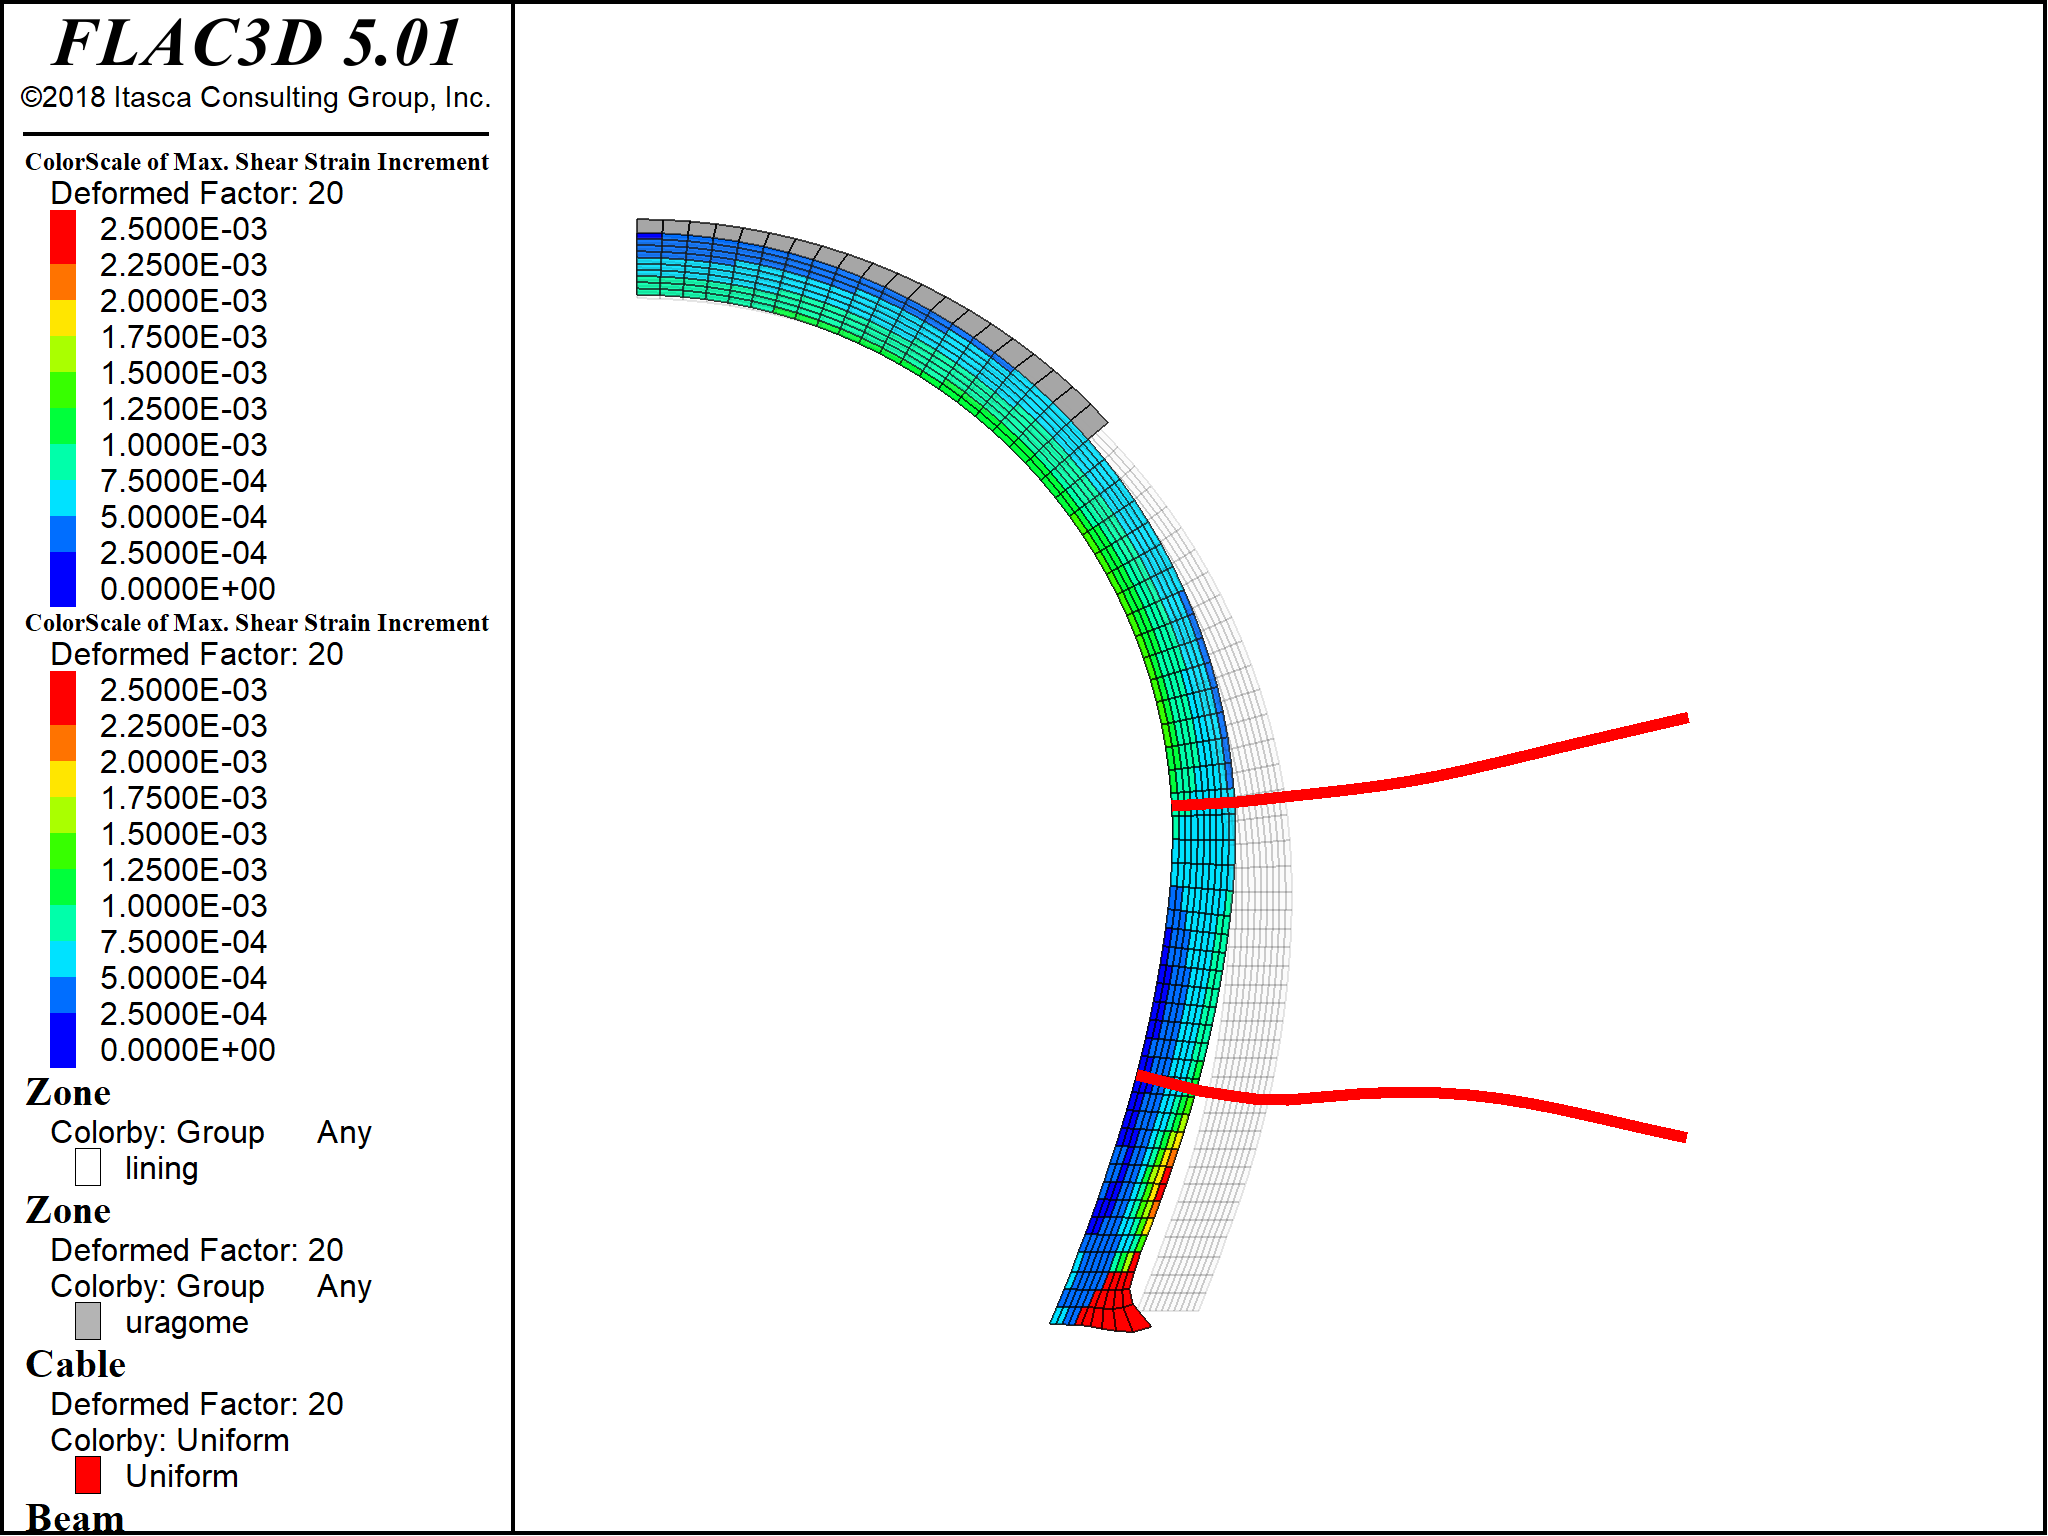 FLAC3D 5.01
©2018 Itasca Consulting Group, Inc.
ColorScale of Max. Shear Strain Increment
Deformed Factor: 20
2.5000E-03
2.2500E-03
2.0000E-03
1.7500E-03
1.5000E-03
1.2500E-03
1.0000E-03
7.5000E-04
5.0000E-04
2.5000E-04
0.0000E+00
ColorScale of Max. Shear Strain Increment
Deformed Factor: 20
2.5000E-03
2.2500E-03
2.0000E-03
1.7500E-03
1.5000E-03
1.2500E-03
1.0000E-03
7.5000E-04
5.0000E-04
2.5000E-04
0.0000E+00
Zone
Colorby: Group Any
lining
Zone
Deformed Factor: 20
Colorby: Group Any
uragome
Cable
Deformed Factor: 20
Colorby: Uniform
Uniform
Beam